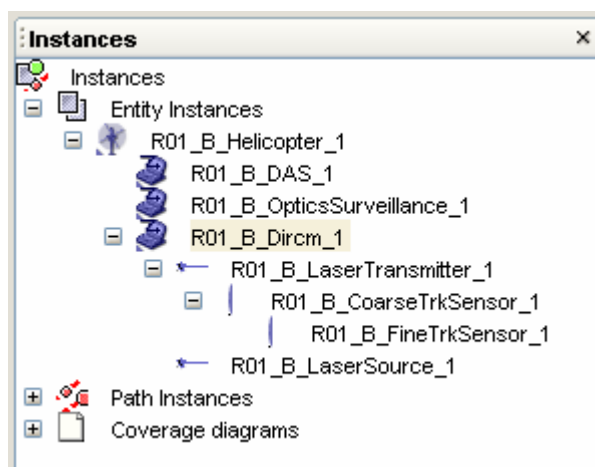 Instances
Instances
Entity Instances
R01_B_Helicopter_1
R01_B_DAS_1
R01_B_OpticsSurveillance_1
R01_B_Dircm_1
R01_B_LaserTransmitter_1
R01_B_CoarseTrkSensor_1
R01_B_FineTrkSensor_1
R01_B_LaserSource_1
Path Instances
Coverage diagrams